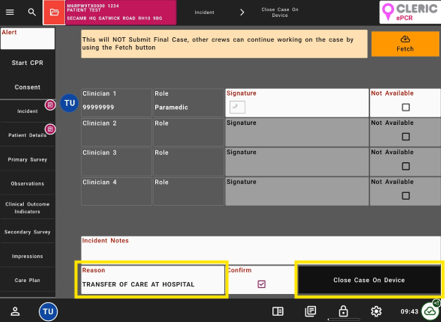 M68RPW9TX0000 1234
PATIENT TEST
SECAMB HQ GATWICK ROAD RH10 9BG
Incident
Close Case On
Device
CLERIC
ePCR
Alert
Start CPR
Consent
Incident
Patient Details
Primary Survey
Observations
Clinical Outcome
Indicators
Secondary Survey
Impressions
Care Plan
This will NOT Submit Final Case, other crews can continue working on the case by
using the Fetch button
Fetch
TU
Clinician 1
Role
Signature
Not Available
99999999
Paramedic
Clinician 2
Role
Signature
Not Available
Clinician 3
Role
Signature
Not Available
Clinician 4
Role
Signature
Not Available
Incident Notes
Reason
Confirm
TRANSFER OF CARE AT HOSPITAL
Close Case On Device
TU
09:43